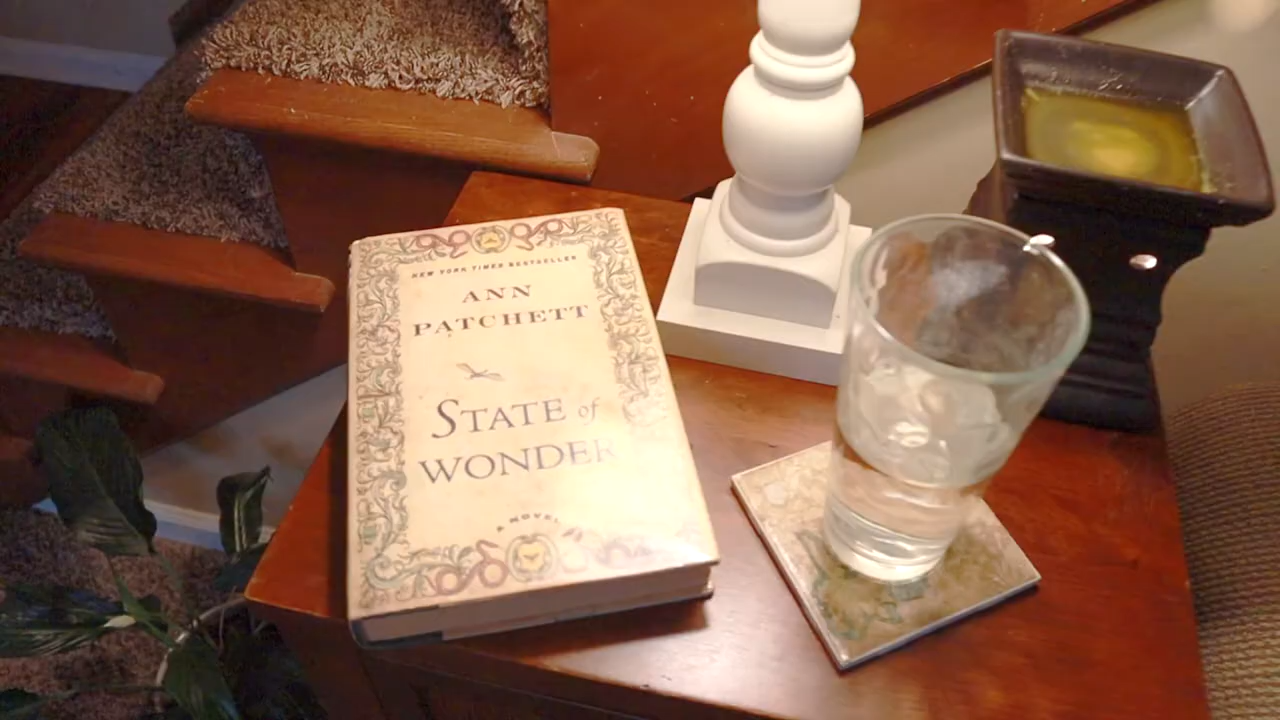 NEW YORK TIMES BESTSELLER
ANN
PATCHETT
STATE of
WONDER
A NOVEL